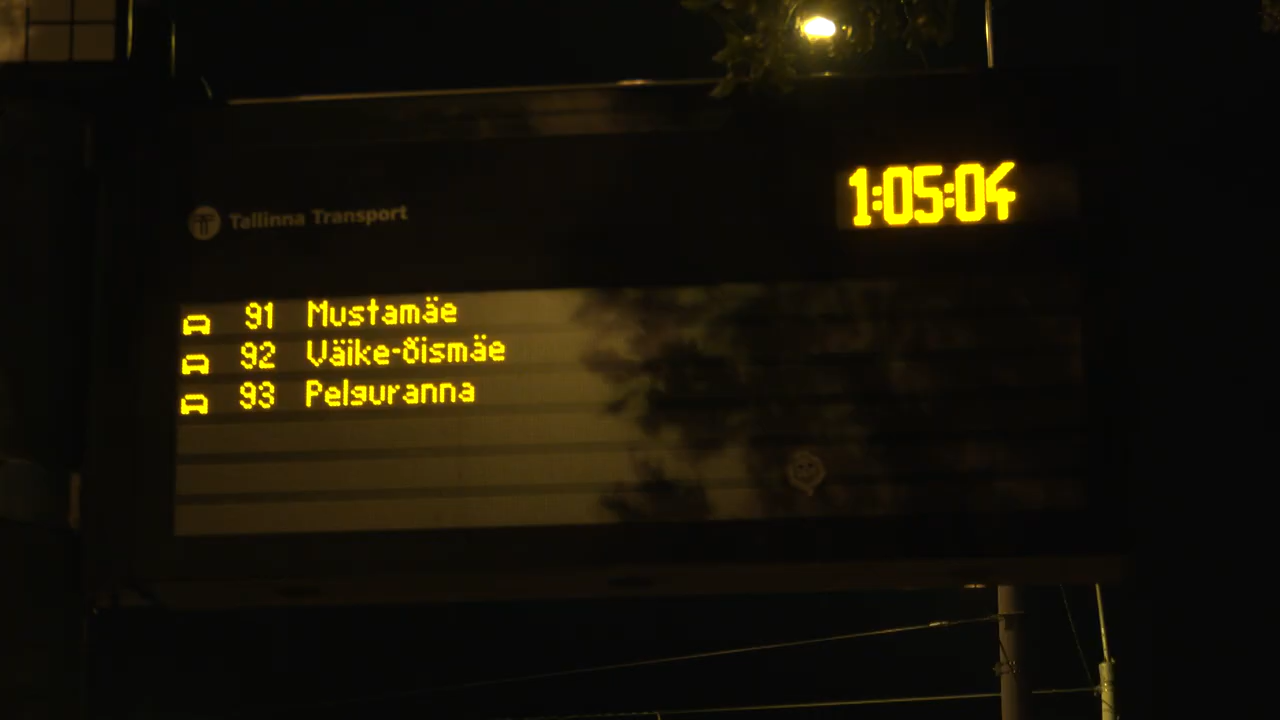 Tallinna Transport
1:05:04
91 Mustamäe
92 Väike-Õismäe
93 Pelguranna